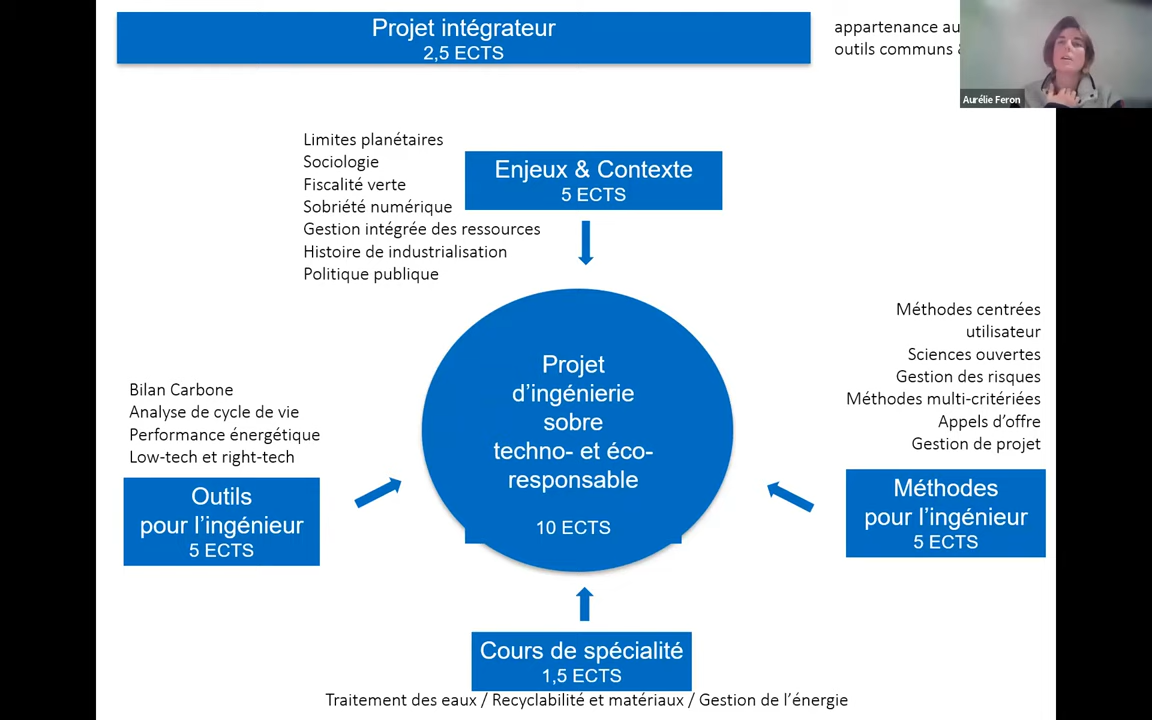 Projet intégrateur
2,5 ECTS
appartenance au
outils communs
Aurélie Feron
Limites planétaires
Sociologie
Fiscalité verte
Sobriété numérique
Gestion intégrée des ressources
Histoire de industrialisation
Politique publique
Enjeux & Contexte
5 ECTS
Méthodes centrées
utilisateur
Sciences ouvertes
Gestion des risques
Méthodes multi-critériées
Appels d’offre
Gestion de projet
Projet
d’ingénierie
sobre
techno- et éco-
responsable
10 ECTS
Bilan Carbone
Analyse de cycle de vie
Performance énergétique
Low-tech et right-tech
Outils
pour l’ingénieur
5 ECTS
Méthodes
pour l’ingénieur
5 ECTS
Cours de spécialité
1,5 ECTS
Traitement des eaux / Recyclabilité et matériaux / Gestion de l’énergie